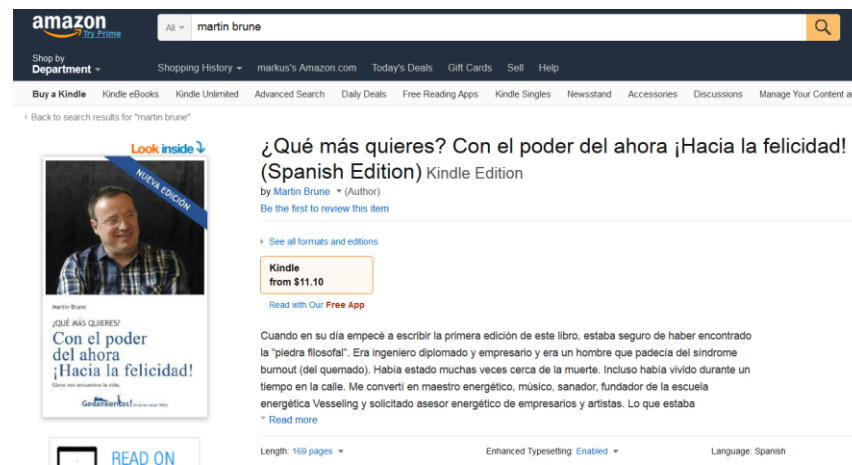 amazon
Try Prime
All
martin brune
Shop by
Department
Shopping History
markus's Amazon.com
Today's Deals
Gift Cards
Sell
Help
Buy a Kindle
Kindle eBooks
Kindle Unlimited
Advanced Search
Daily Deals
Free Reading Apps
Kindle Singles
Newsstand
Accessories
Discussions
Manage Your Content a
‹ Back to search results for "martin brune"
Look inside
NUEVA EDICIÓN
Martin Brune
¿QUÉ MÁS QUIERES?
Con el poder
del ahora
¡Hacia la felicidad!
Cómo nos encuentra la vida.
Gedankenlos!
READ ON
¿Qué más quieres? Con el poder del ahora ¡Hacia la felicidad!
(Spanish Edition) Kindle Edition
by Martin Brune (Author)
Be the first to review this item
See all formats and editions
Kindle
from $11.10
Read with Our Free App
Cuando en su día empecé a escribir la primera edición de este libro, estaba seguro de haber encontrado
la "piedra filosofal". Era ingeniero diplomado y empresario y era un hombre que padecía del síndrome
burnout (del quemado). Había estado muchas veces cerca de la muerte. Incluso había vivido durante un
tiempo en la calle. Me convertí en maestro energético, músico, sanador, fundador de la escuela
energética Vesseling y solicitado asesor energético de empresarios y artistas. Lo que estaba
Read more
Length: 169 pages
Enhanced Typesetting: Enabled
Language: Spanish